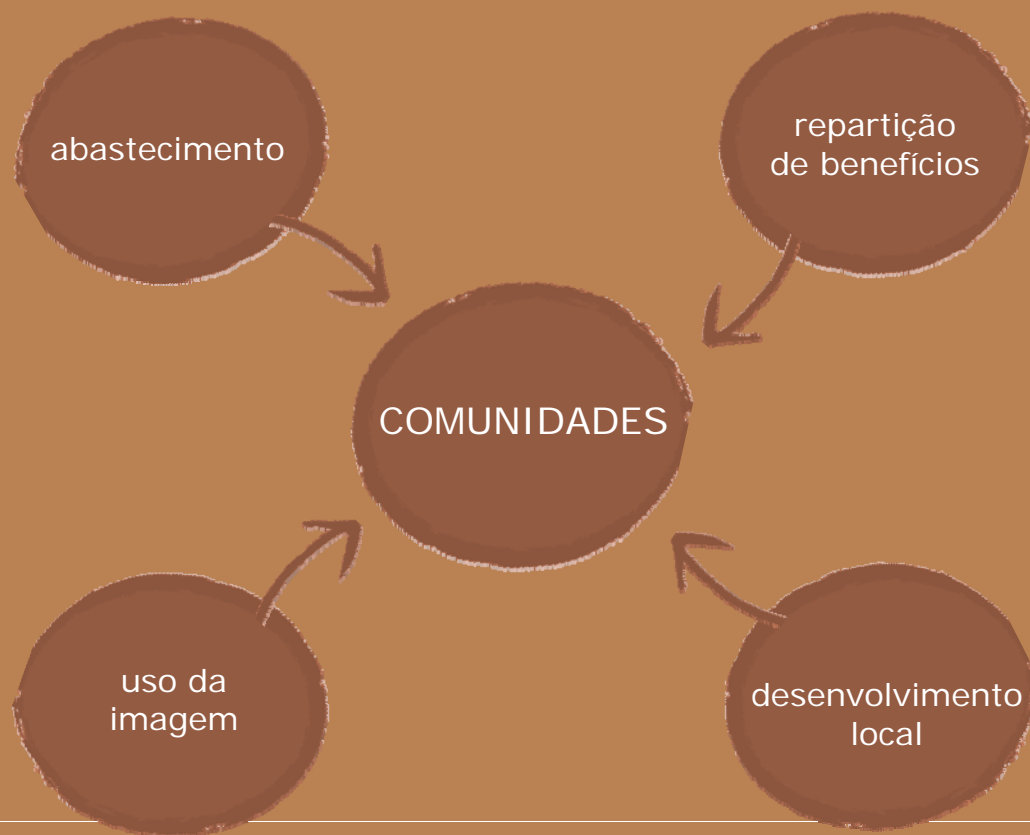 abastecimento
repartição
de benefícios
COMUNIDADES
uso da
imagem
desenvolvimento
local